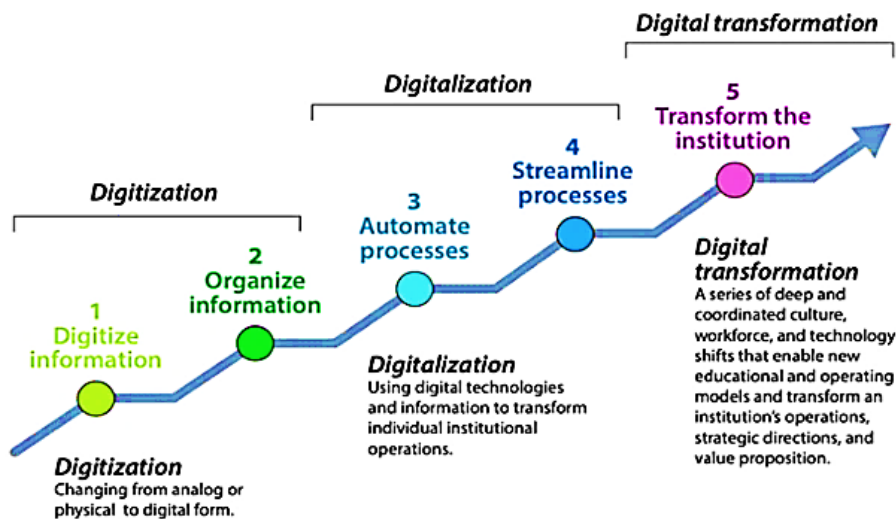 Digital transformation
Digitalization
5
Transform the
institution
4
Streamline
processes
Digitization
3
Automate
processes
2
Organize
information
1
Digitize
information
Digitization
Changing from analog or
physical to digital form.
Digitalization
Using digital technologies
and information to transform
individual institutional
operations.
Digital
transformation
A series of deep and
coordinated culture,
workforce, and technology
shifts that enable new
educational and operating
models and transform an
institution's operations,
strategic directions, and
value proposition.